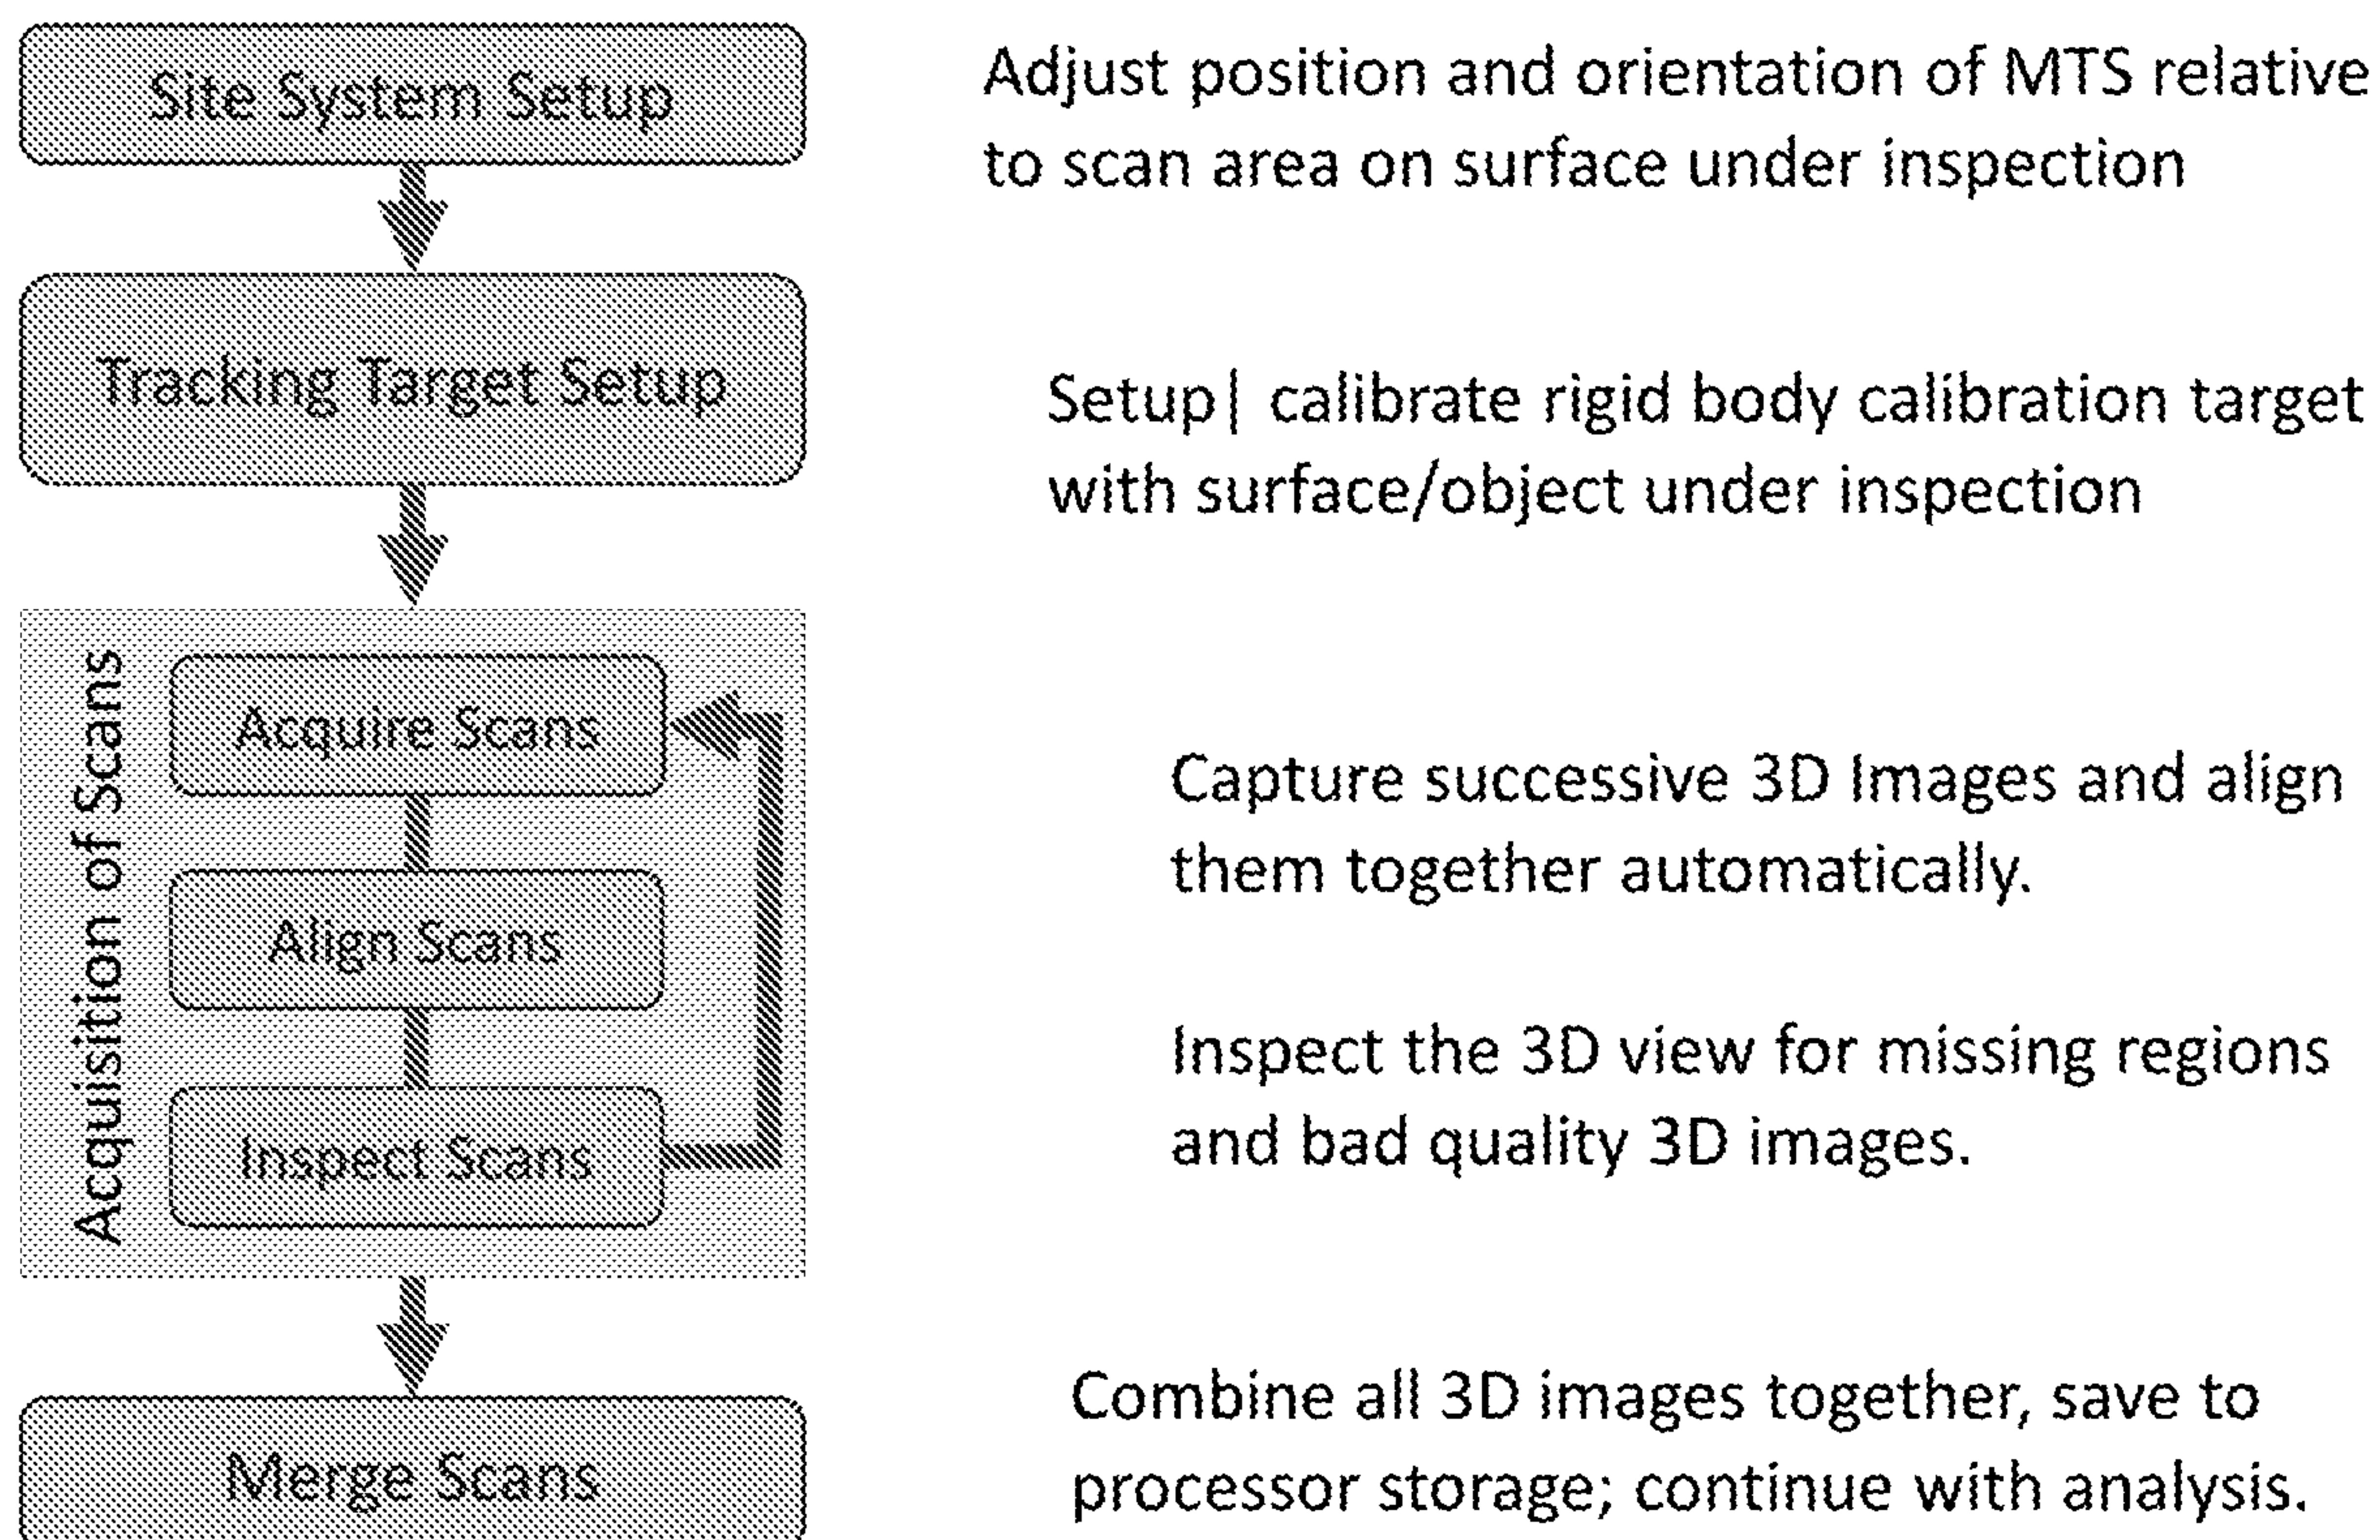 Site System Setup
Adjust position and orientation of MTS relative
to scan area on surface under inspection
Tracking Target Setup
Setup| calibrate rigid body calibration target
with surface/object under inspection
Acquisition of Scans
Acquire Scans
Capture successive 3D Images and align
them together automatically.
Align Scans
Inspect the 3D view for missing regions
and bad quality 3D images.
Inspect Scans
Combine all 3D images together, save to
processor storage; continue with analysis.
Merge Scans